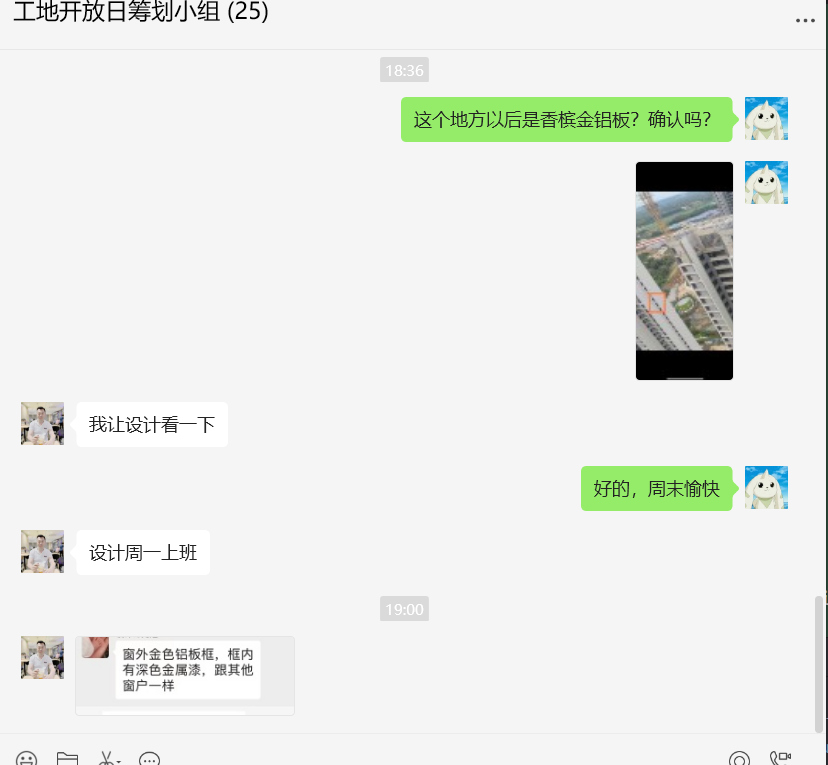 工地开放日筹划小组 (25)
18:36
这个地方以后是香槟金铝板？确认吗？
我让设计看一下
好的，周末愉快
设计周一上班
19:00
窗外金色铝板框，框内
有深色金属漆，跟其他
窗户一样